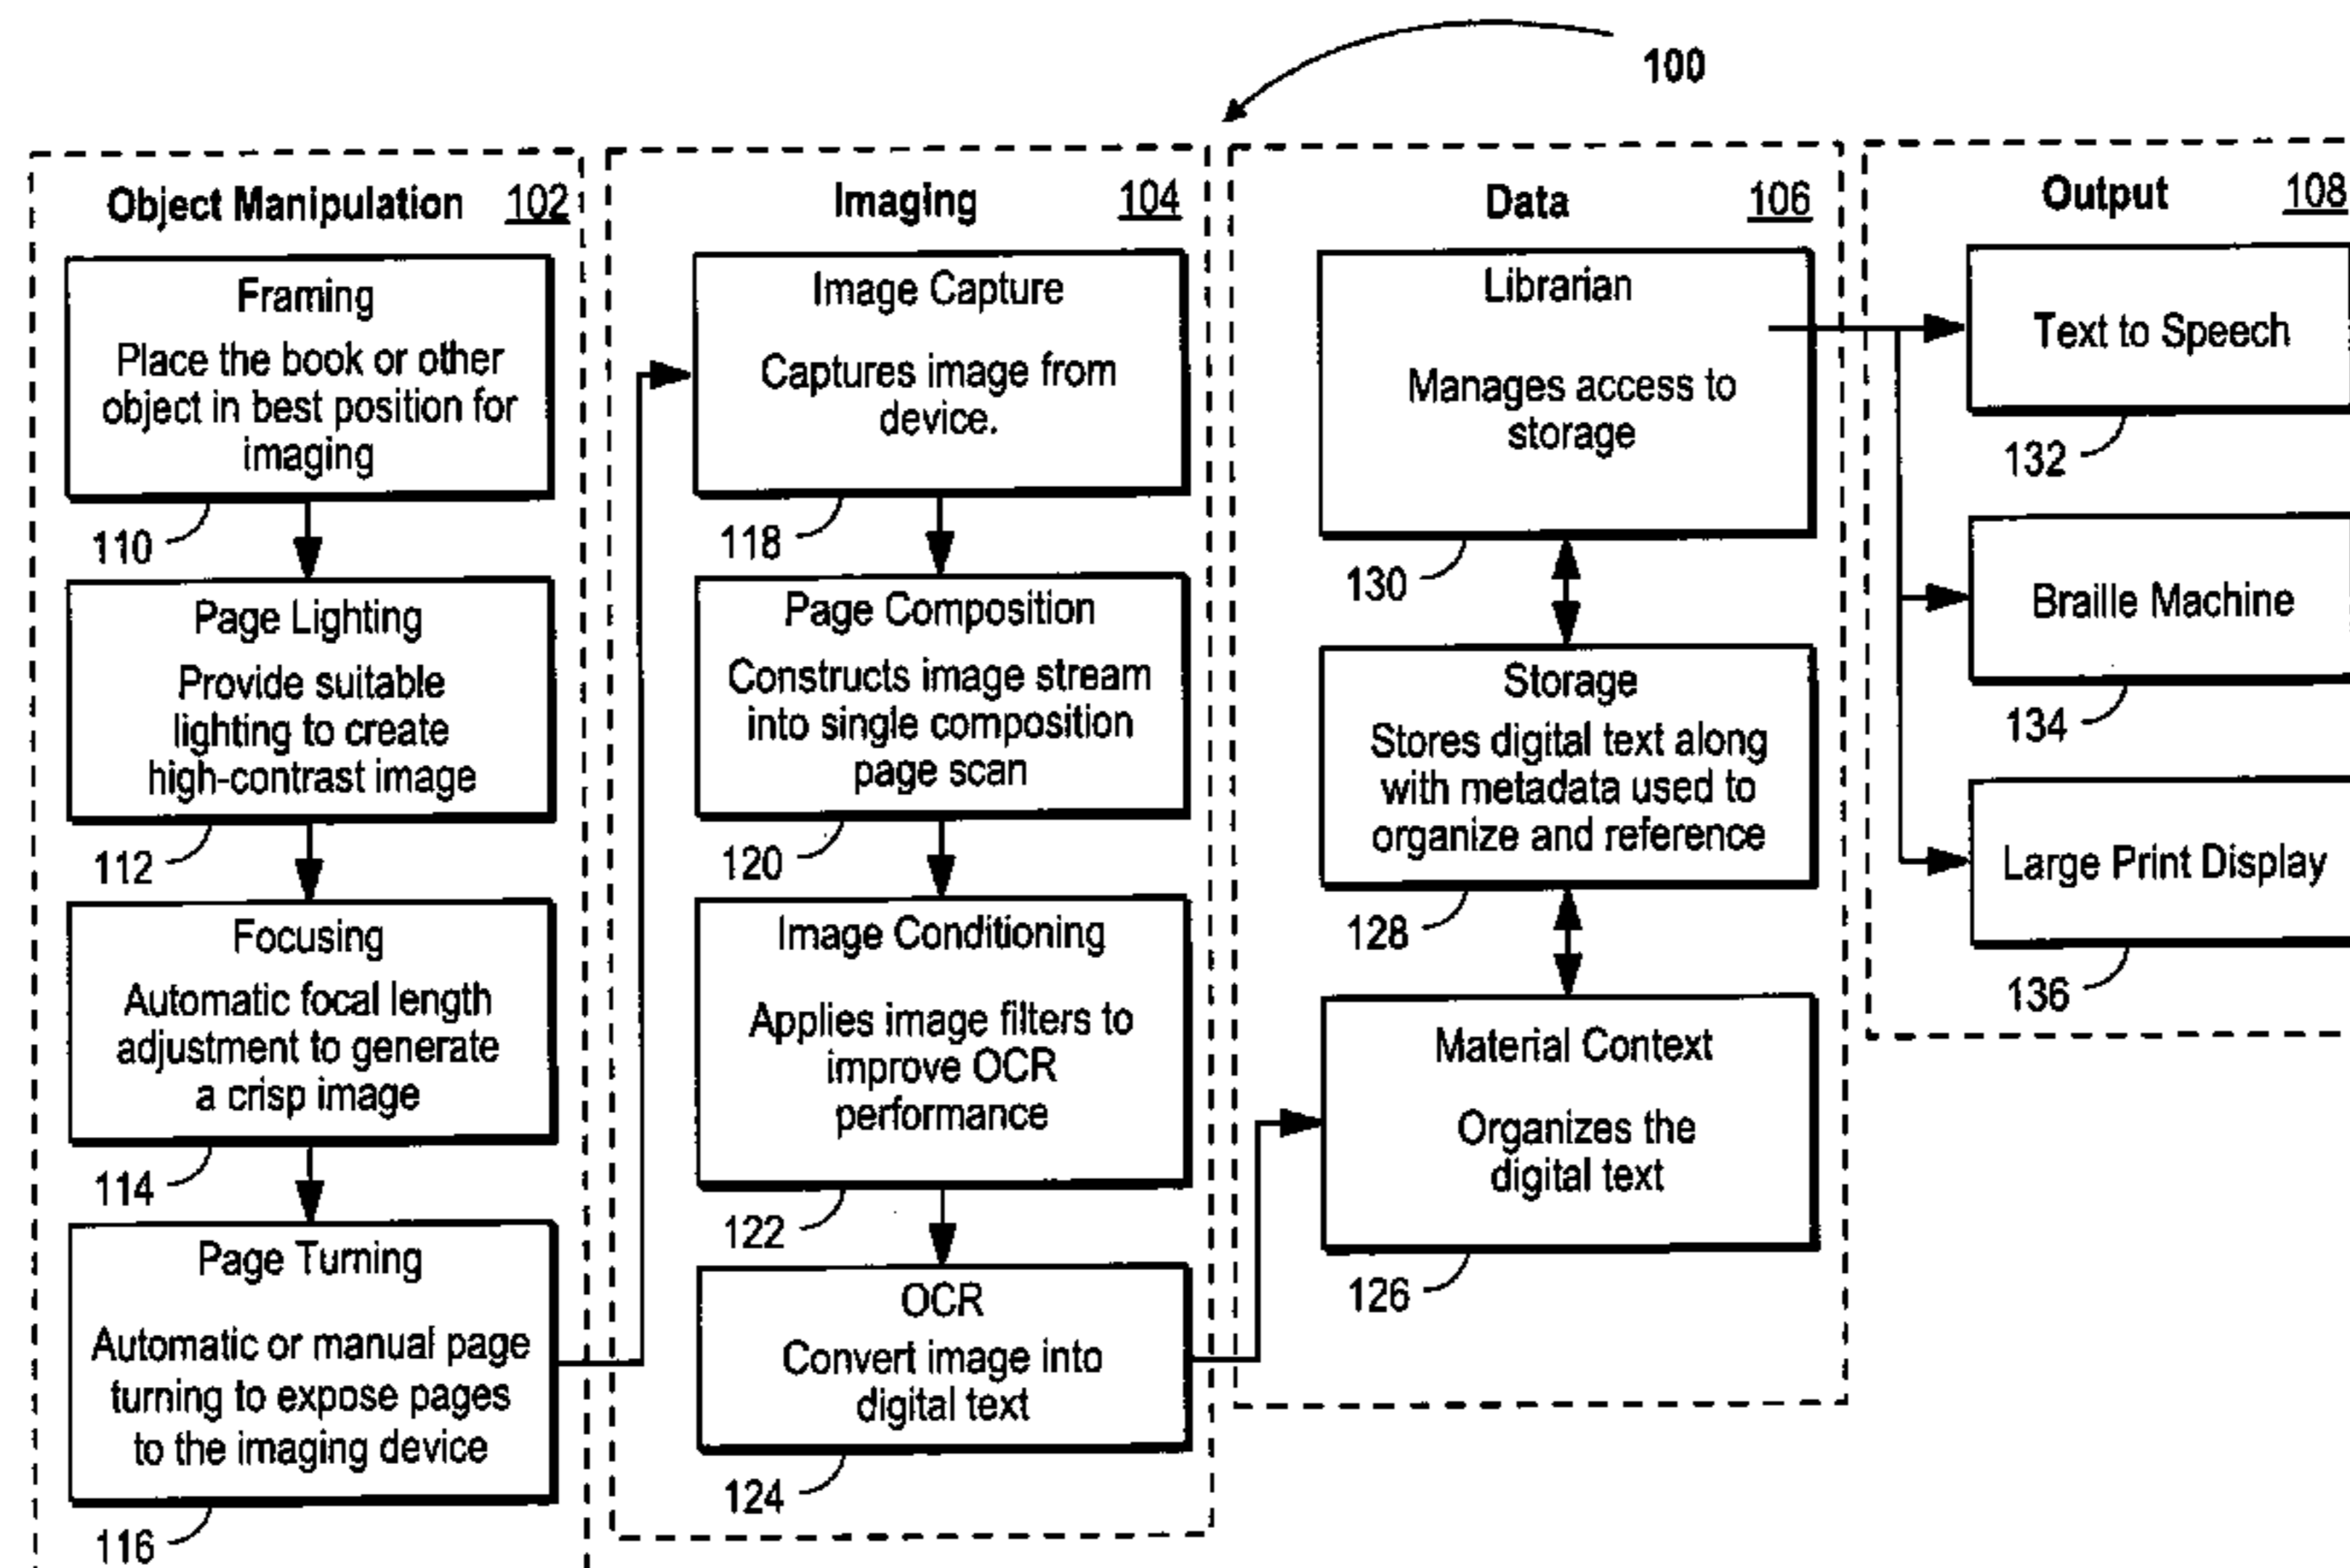 100
Object Manipulation 102
Framing
Place the book or other
object in best position for
imaging
110
Page Lighting
Provide suitable
lighting to create
high-contrast image
112
Focusing
Automatic focal length
adjustment to generate
a crisp image
114
Page Turning
Automatic or manual page
turning to expose pages
to the imaging device
116
Imaging 104
Image Capture
Captures image from
device.
118
Page Composition
Constructs image stream
into single composition
page scan
120
Image Conditioning
Applies image filters to
improve OCR
performance
122
OCR
Convert image into
digital text
124
Data 106
Librarian
Manages access to
storage
130
Storage
Stores digital text along
with metadata used to
organize and reference
128
Material Context
Organizes the
digital text
126
Output 108
Text to Speech
132
Braille Machine
134
Large Print Display
136